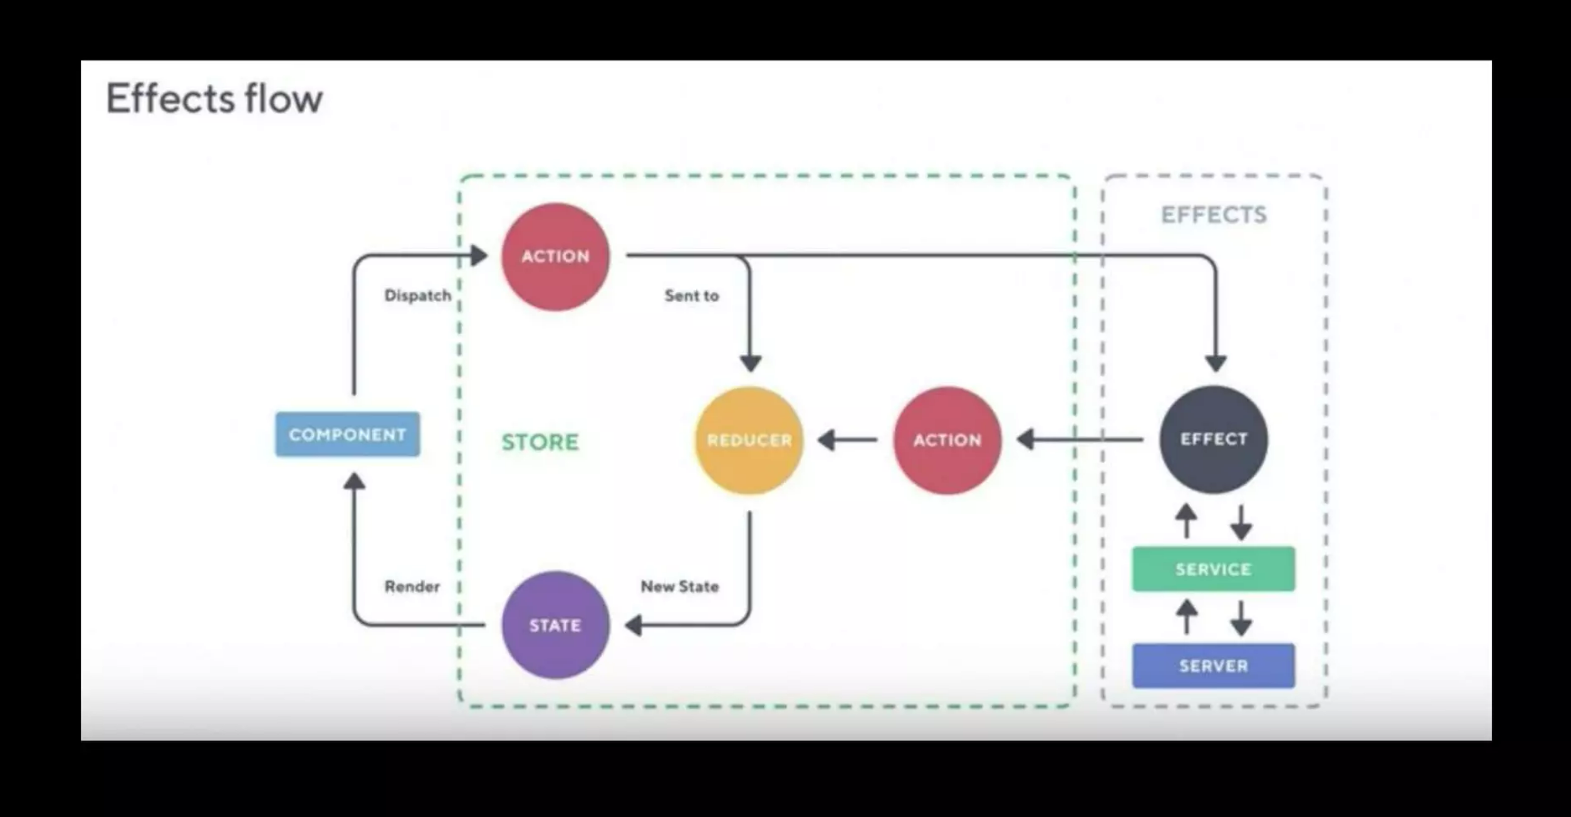 Effects flow
EFFECTS
ACTION
Dispatch
Sent to
COMPONENT
STORE
REDUCER
ACTION
EFFECT
SERVICE
Render
New State
STATE
SERVER